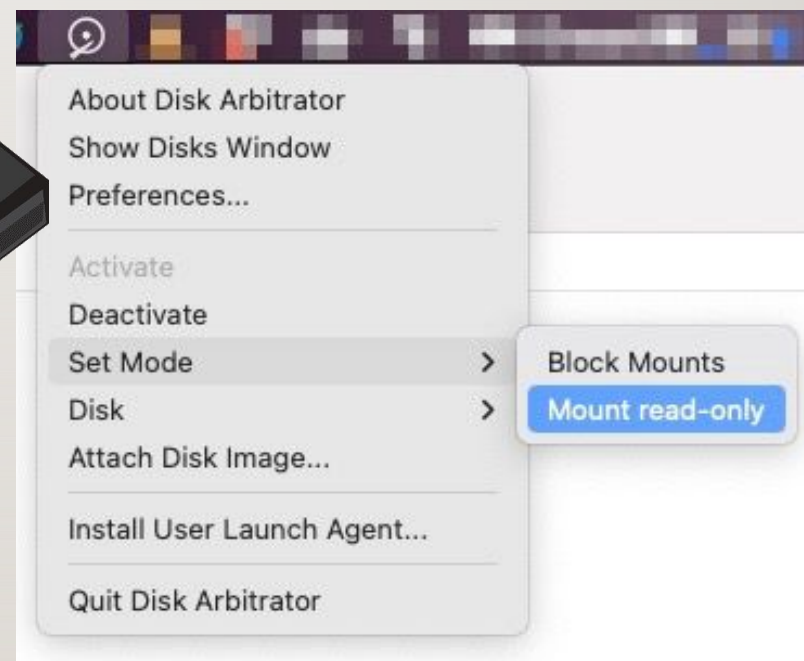 About Disk Arbitrator
Show Disks Window
Preferences...
Activate
Deactivate
Set Mode
Block Mounts
Disk
Mount read-only
Attach Disk Image...
Install User Launch Agent...
Quit Disk Arbitrator